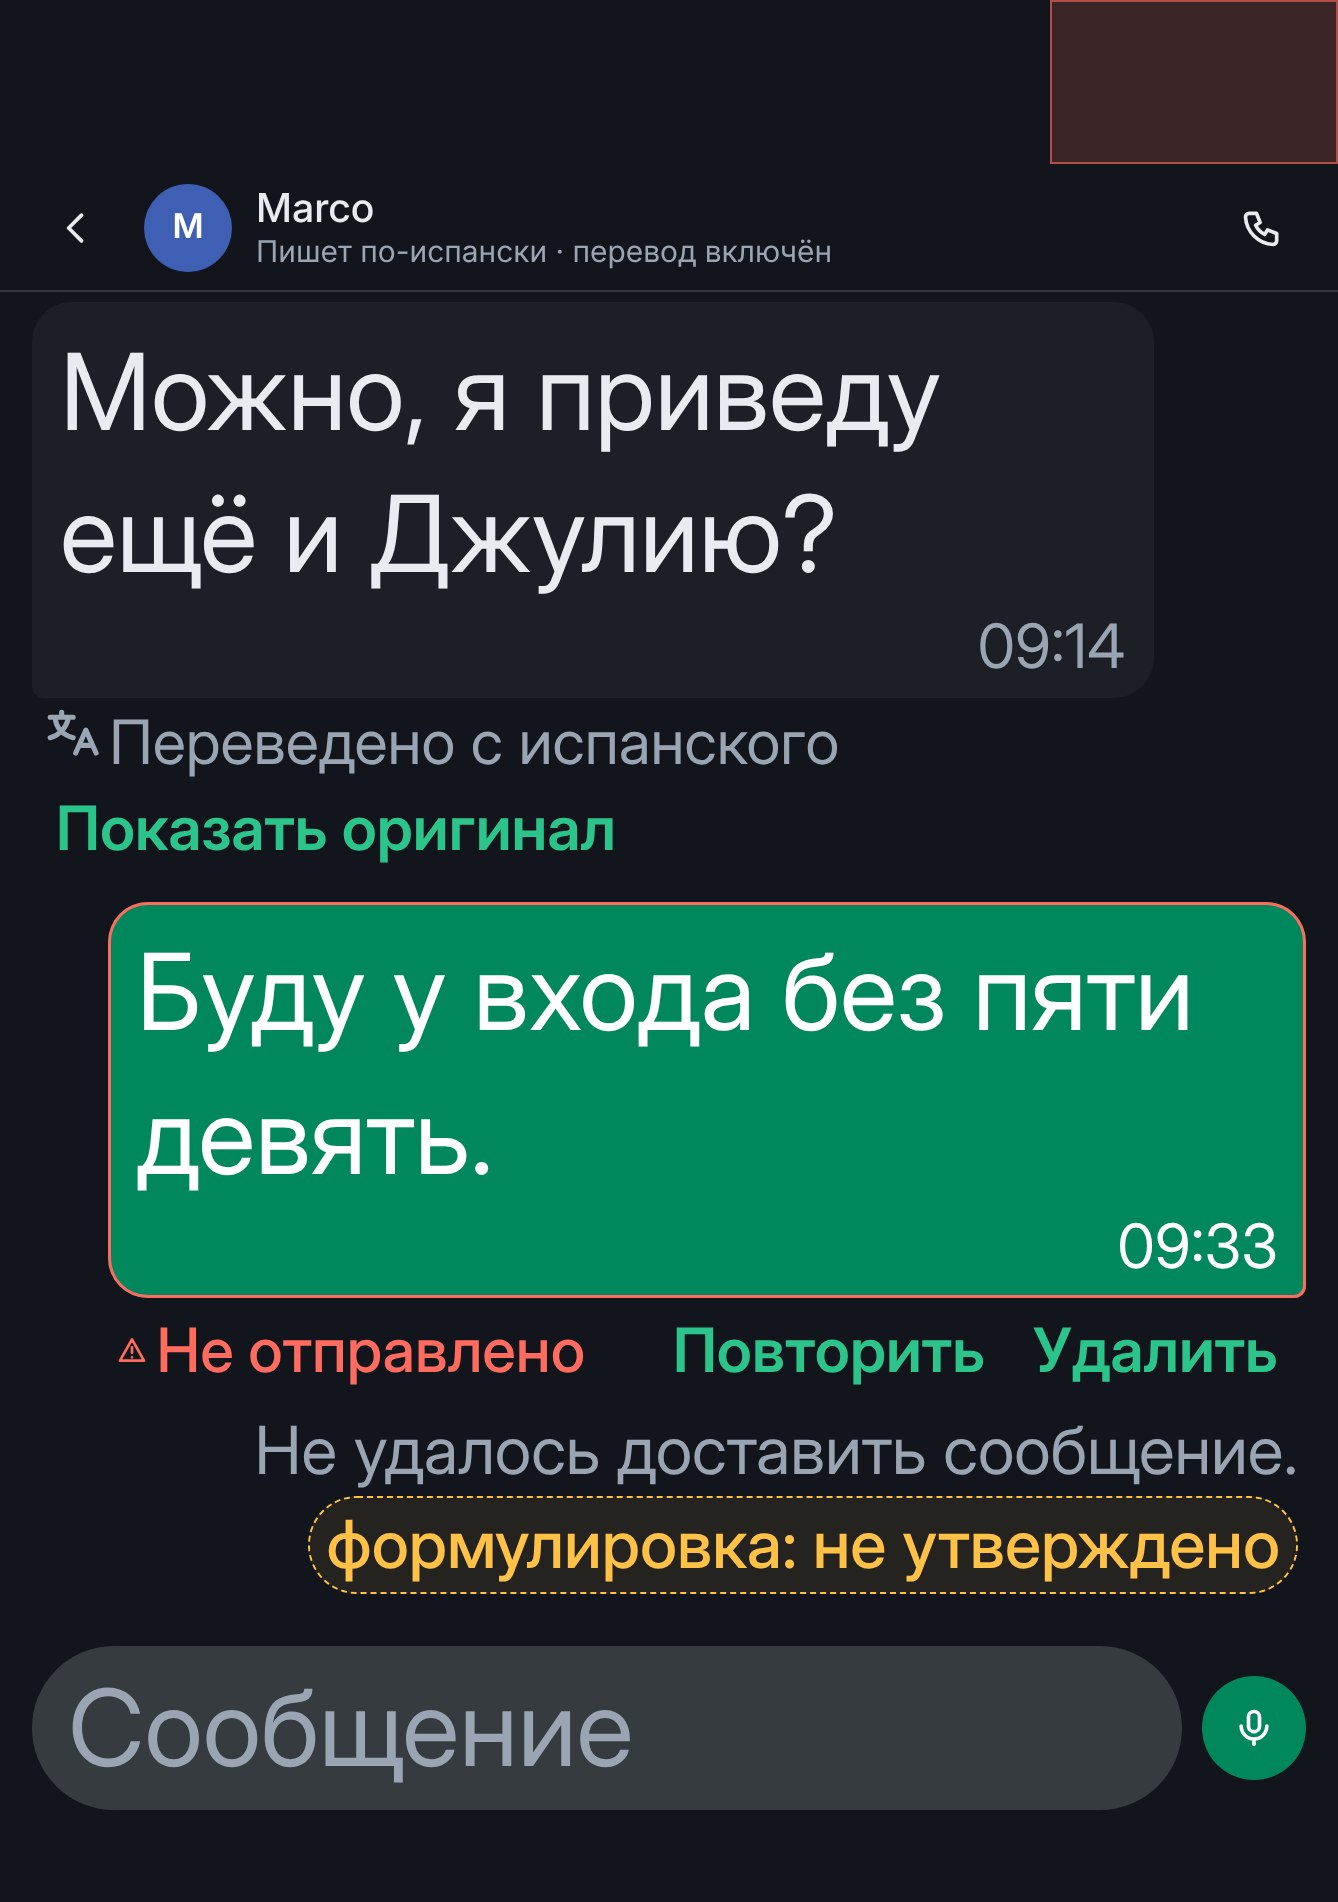 M
Marco
Пишет по-испански · перевод включён
Можно, я приведу
ещё и Джулию?
09:14
Переведено с испанского
Показать оригинал
Буду у входа без пяти
девять.
09:33
Не отправлено Повторить Удалить
Не удалось доставить сообщение.
формулировка: не утверждено
Сообщение